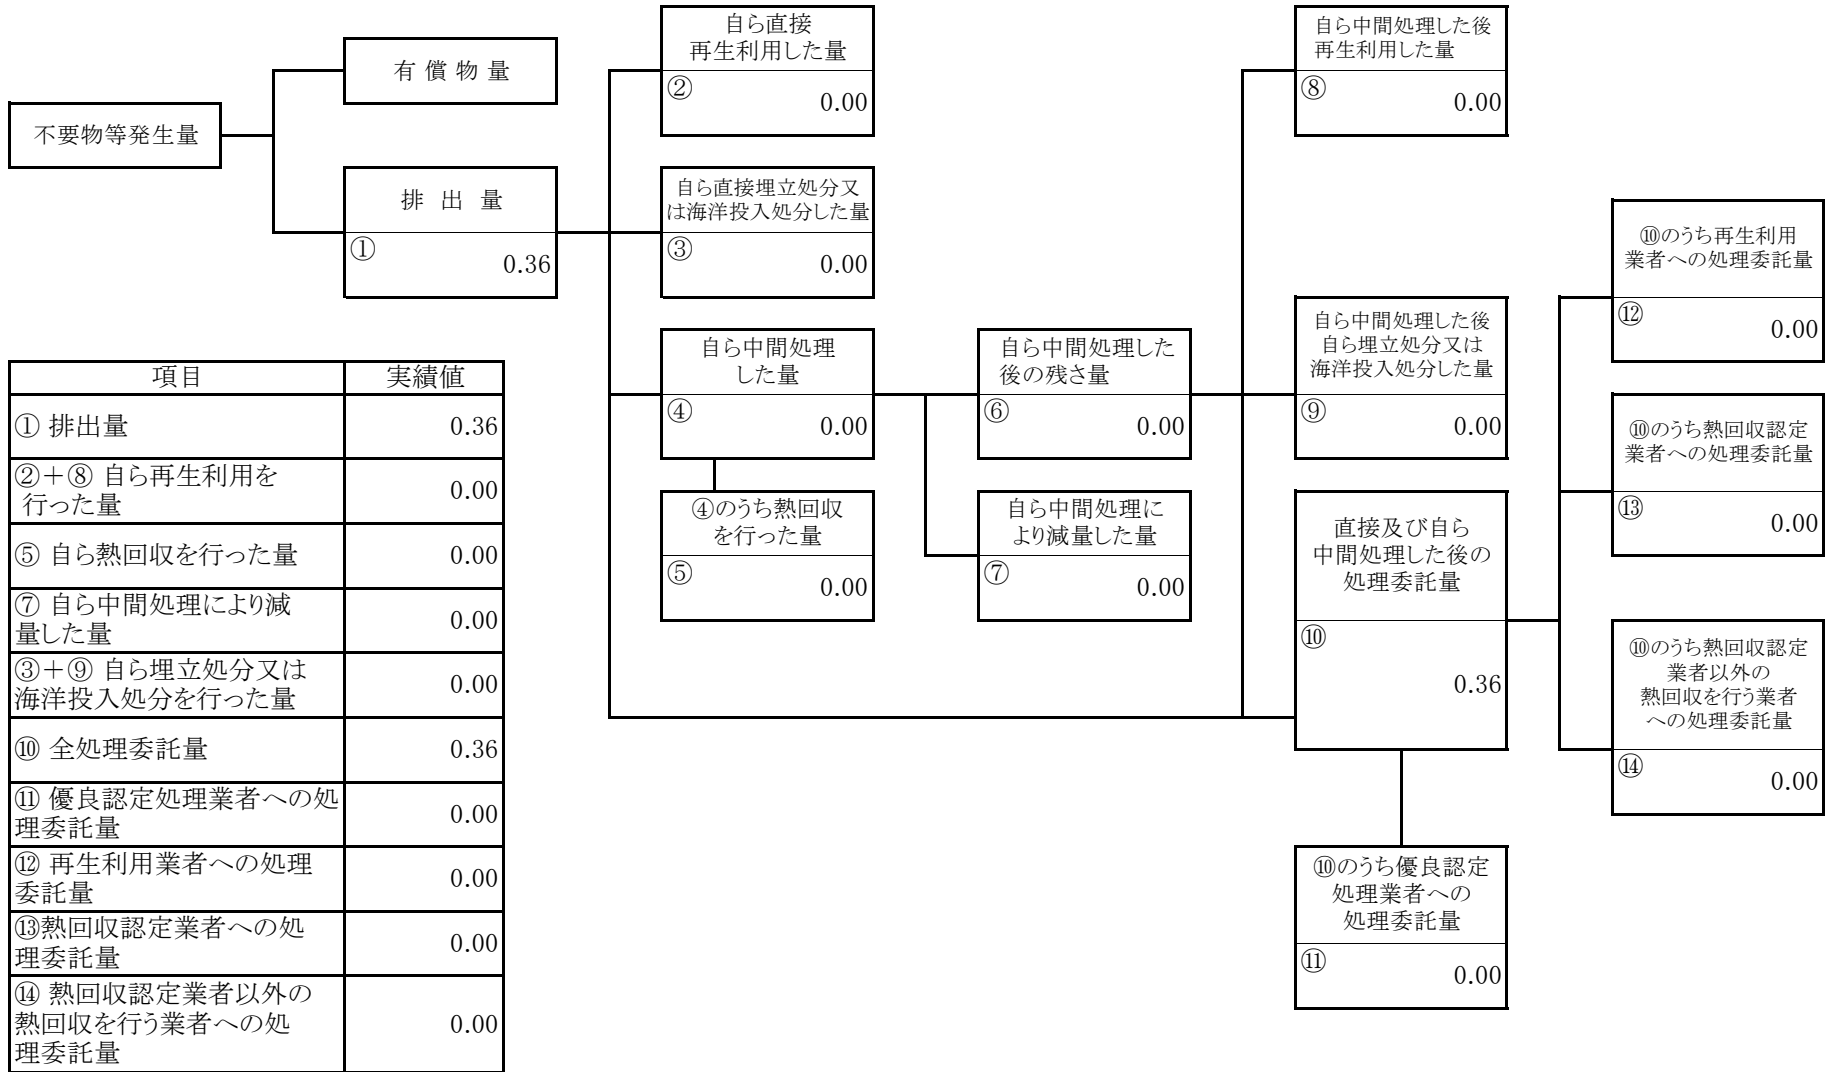 不要物等発生量
有 償 物 量
排 出 量
①
0.36
自ら直接
再生利用した量
②
0.00
自ら直接埋立処分又
は海洋投入処分した量
③
0.00
自ら中間処理
した量
④
0.00
④のうち熱回収
を行った量
⑤
0.00
自ら中間処理した
後の残さ量
⑥
0.00
自ら中間処理に
より減量した量
⑦
0.00
自ら中間処理した後
再生利用した量
⑧
0.00
自ら中間処理した後
自ら埋立処分又は
海洋投入処分した量
⑨
0.00
直接及び自ら
中間処理した後の
処理委託量
⑩
0.36
⑩のうち優良認定
処理業者への
処理委託量
⑪
0.00
⑩のうち再生利用
業者への処理委託量
⑫
0.00
⑩のうち熱回収認定
業者への処理委託量
⑬
0.00
⑩のうち熱回収認定
業者以外の
熱回収を行う業者
への処理委託量
⑭
0.00
項目 実績値
① 排出量 0.36
②+⑧ 自ら再生利用を
行った量
0.00
⑤ 自ら熱回収を行った量 0.00
⑦ 自ら中間処理により減
量した量
0.00
③+⑨ 自ら埋立処分又は
海洋投入処分を行った量
0.00
⑩ 全処理委託量 0.36
⑪ 優良認定処理業者への処
理委託量
0.00
⑫ 再生利用業者への処理
委託量
0.00
⑬熱回収認定業者への処
理委託量
0.00
⑭ 熱回収認定業者以外の
熱回収を行う業者への処
理委託量
0.00